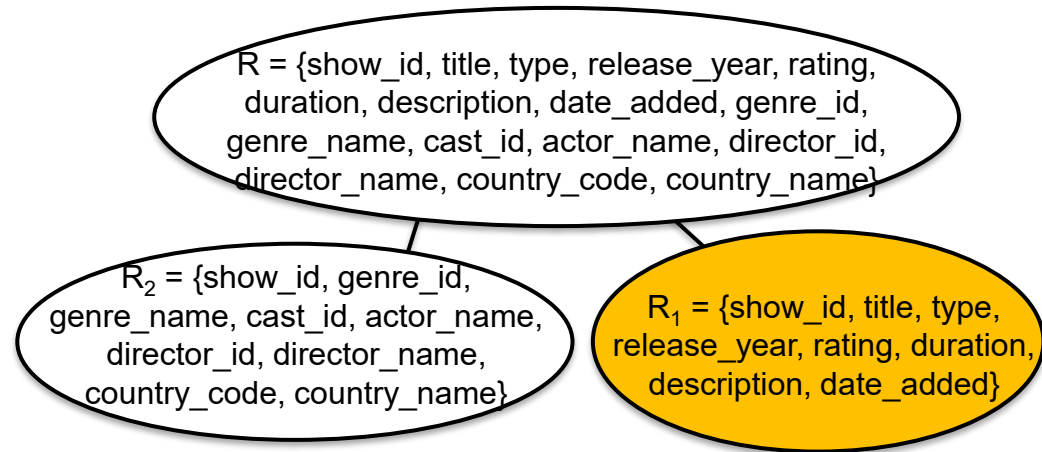 R = {show_id, title, type, release_year, rating,
duration, description, date_added, genre_id,
genre_name, cast_id, actor_name, director_id,
director_name, country_code, country_name}
R₂ = {show_id, genre_id,
genre_name, cast_id, actor_name,
director_id, director_name,
country_code, country_name}
R₁ = {show_id, title, type,
release_year, rating, duration,
description, date_added}